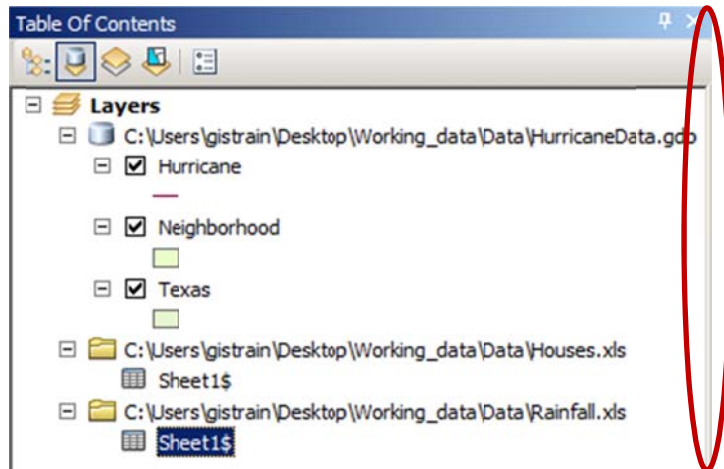 Table Of Contents
Layers
C:\Users\gistrain\Desktop\Working_data\Data\HurricaneData.gdb
Hurricane
Neighborhood
Texas
C:\Users\gistrain\Desktop\Working_data\Data\Houses.xls
Sheet1$
C:\Users\gistrain\Desktop\Working_data\Data\Rainfall.xls
Sheet1$